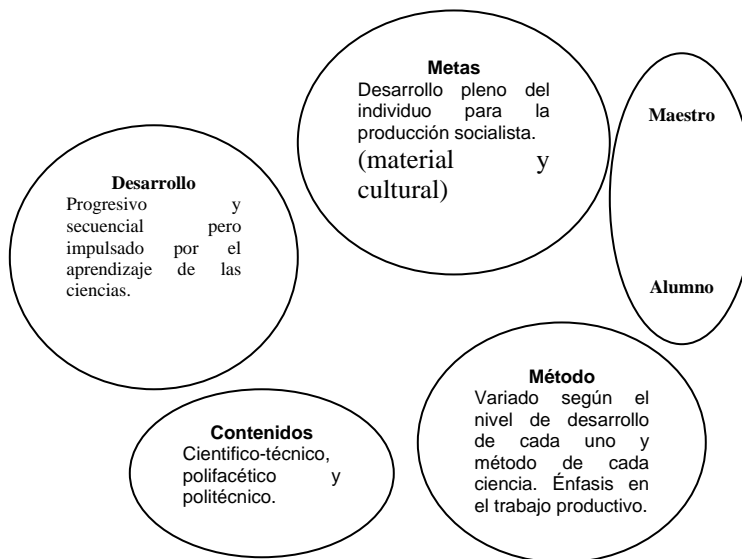 Metas
Desarrollo pleno del
individuo para la
producción socialista.
(material y
cultural)
Maestro
Alumno
Desarrollo
Progresivo y
secuencial pero
impulsado por el
aprendizaje de las
ciencias.
Método
Variado según el
nivel de desarrollo
de cada uno y
método de cada
ciencia. Énfasis en
el trabajo productivo.
Contenidos
Cientifico-técnico,
polifacético y
politécnico.